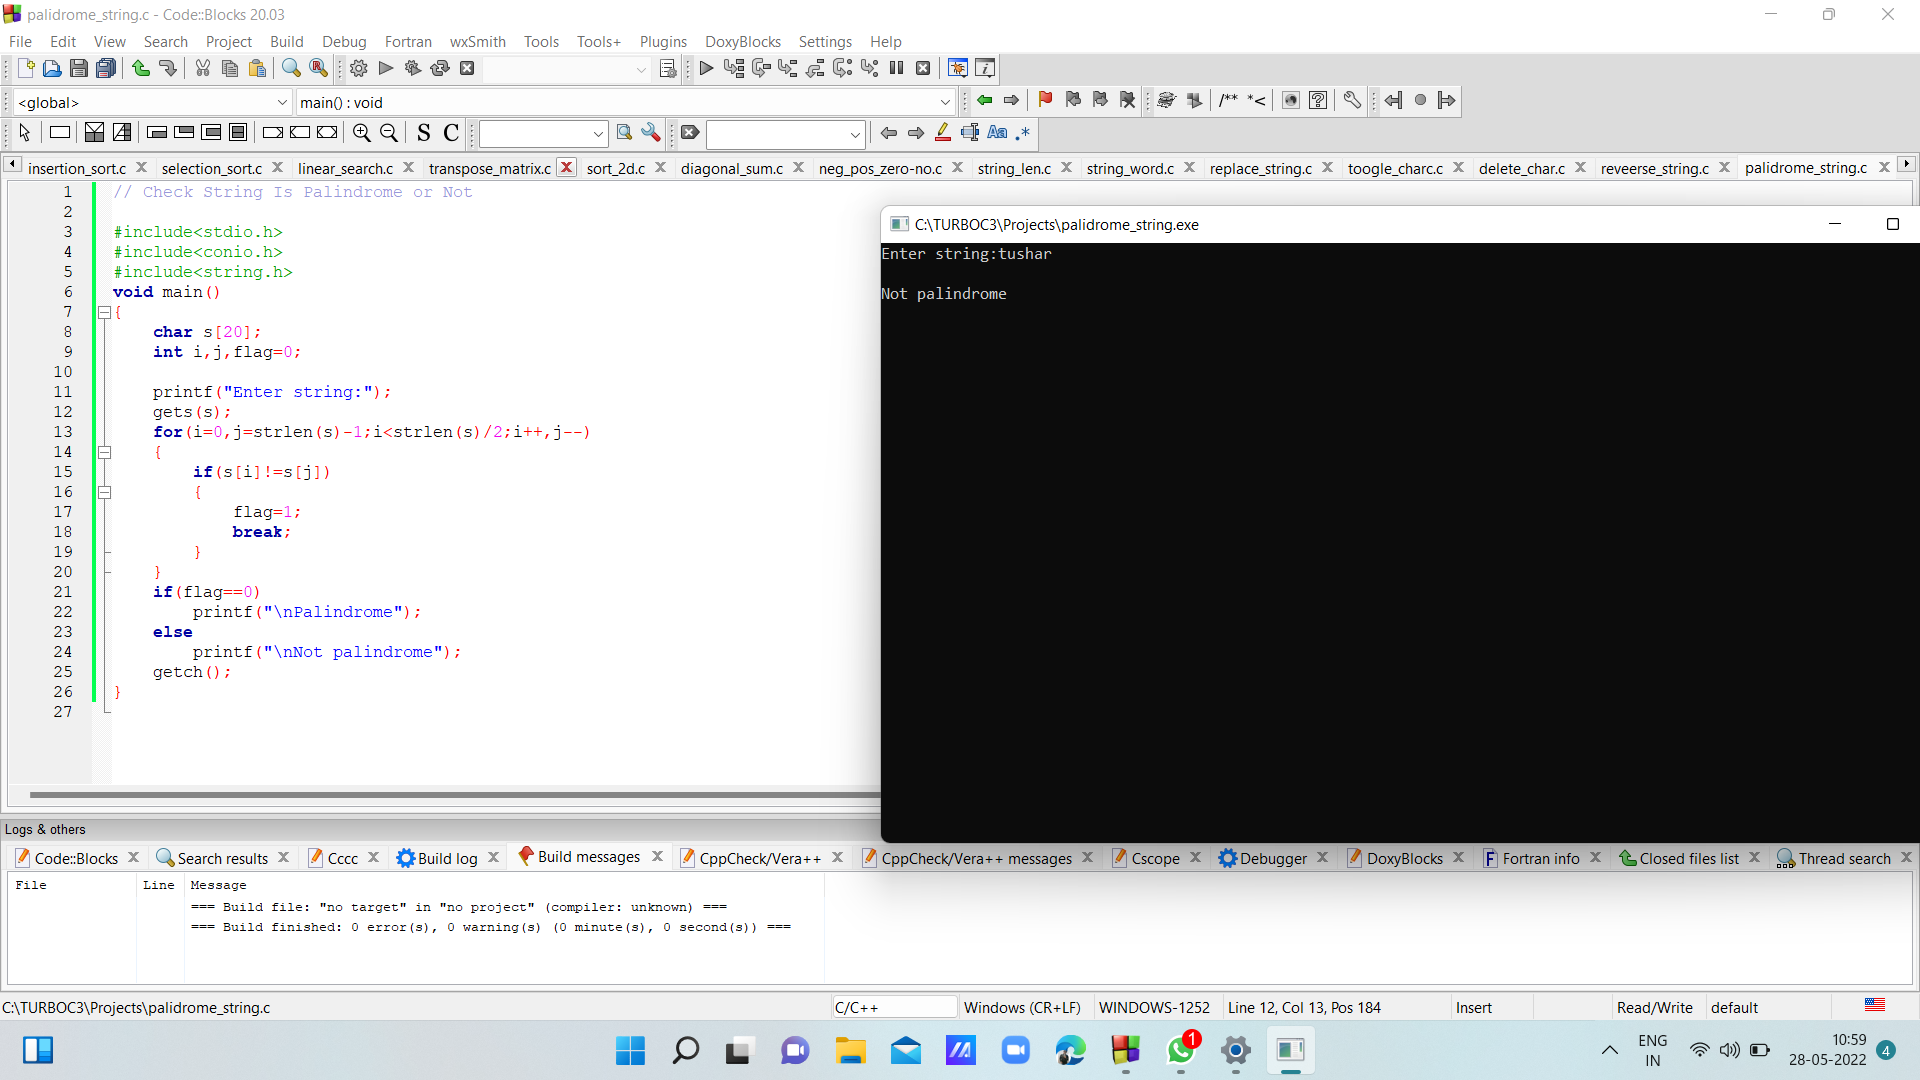 palidrome_string.c - Code::Blocks 20.03
File Edit View Search Project Build Debug Fortran wxSmith Tools Tools+ Plugins DoxyBlocks Settings Help
<global> main() : void
/** *<
S C Aa .*
insertion_sort.c selection_sort.c linear_search.c transpose_matrix.c sort_2d.c diagonal_sum.c neg_pos_zero-no.c string_len.c string_word.c replace_string.c toogle_charc.c delete_char.c reveerse_string.c palidrome_string.c
1 // Check String Is Palindrome or Not
2
3 #include<stdio.h>
4 #include<conio.h>
5 #include<string.h>
6 void main()
7 {
8 char s[20];
9 int i,j,flag=0;
10
11 printf("Enter string:");
12 gets(s);
13 for(i=0,j=strlen(s)-1;i<strlen(s)/2;i++,j--)
14 {
15 if(s[i]!=s[j])
16 {
17 flag=1;
18 break;
19 }
20 }
21 if(flag==0)
22 printf("\nPalindrome");
23 else
24 printf("\nNot palindrome");
25 getch();
26 }
27
C:\TURBOC3\Projects\palidrome_string.exe
Enter string:tushar
Not palindrome
Logs & others
Code::Blocks Search results Cccc Build log Build messages CppCheck/Vera++ CppCheck/Vera++ messages Cscope Debugger DoxyBlocks Fortran info Closed files list Thread search
File Line Message
=== Build file: "no target" in "no project" (compiler: unknown) ===
=== Build finished: 0 error(s), 0 warning(s) (0 minute(s), 0 second(s)) ===
C:\TURBOC3\Projects\palidrome_string.c C/C++ Windows (CR+LF) WINDOWS-1252 Line 12, Col 13, Pos 184 Insert Read/Write default
1
ENG
IN
10:59
28-05-2022
4